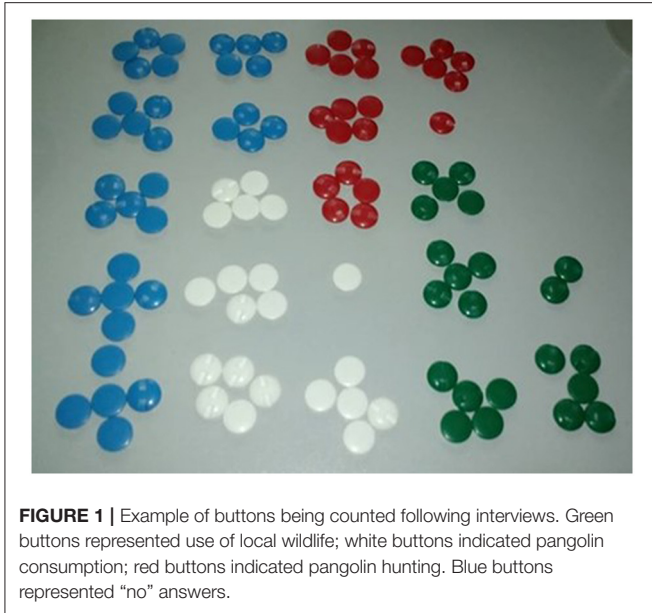 FIGURE 1 | Example of buttons being counted following interviews. Green
buttons represented use of local wildlife; white buttons indicated pangolin
consumption; red buttons indicated pangolin hunting. Blue buttons
represented “no” answers.